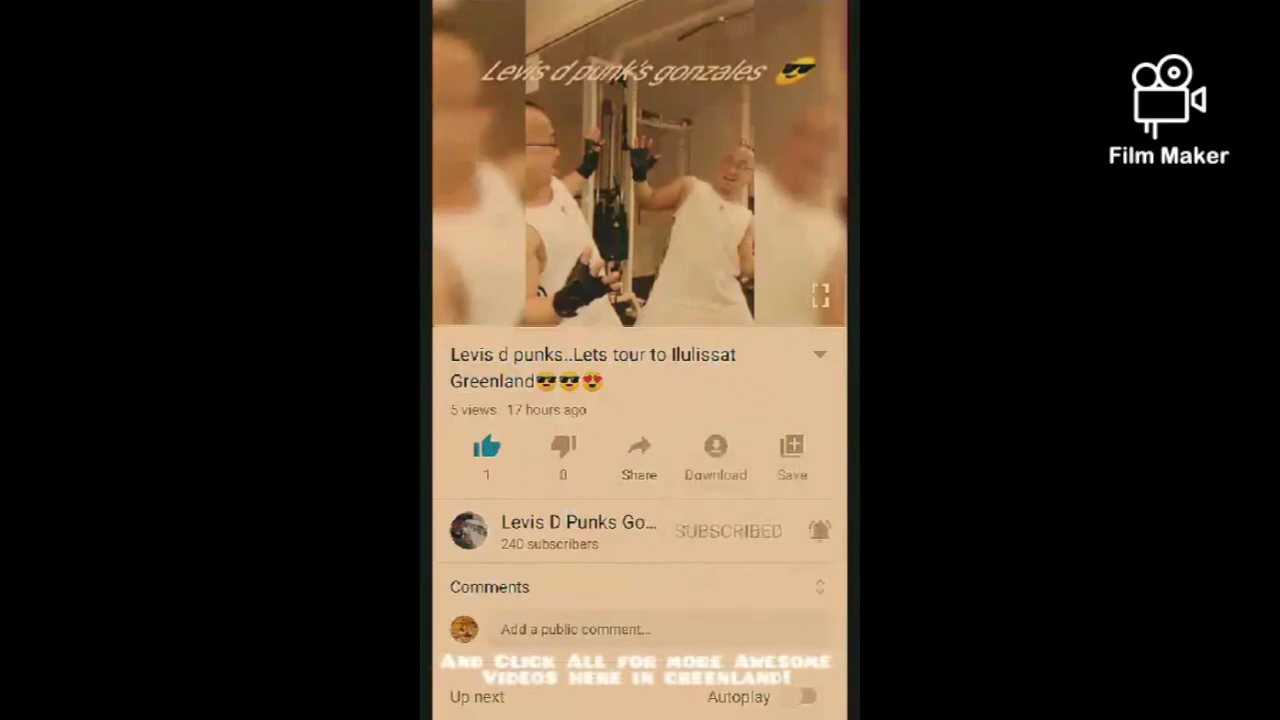 Levis d punk's gonzales 😎
Film Maker
Levis d punks..Lets tour to Ilulissat
Greenland😎😎😍
5 views 17 hours ago
1
0
Share
Download
Save
Levis D Punks Go...
SUBSCRIBED
240 subscribers
Comments
Add a public comment...
And Click All for more Awesome
Videos here in greenland!
Up next
Autoplay